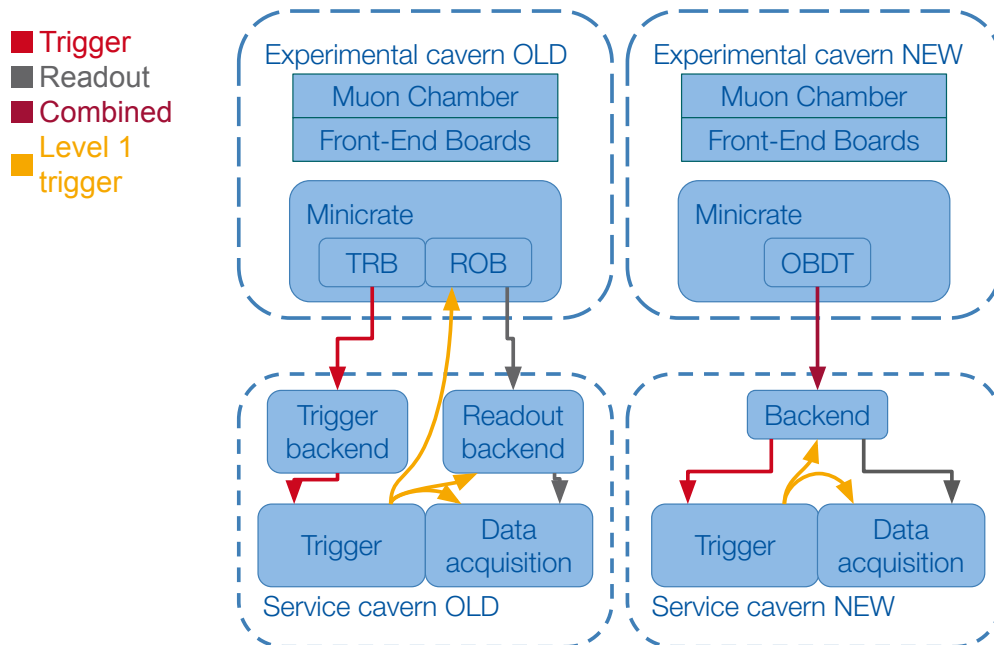 Trigger
Readout
Combined
Level 1
trigger
Experimental cavern OLD
Muon Chamber
Front-End Boards
Minicrate
TRB
ROB
Trigger
backend
Readout
backend
Trigger
Data
acquisition
Service cavern OLD
Experimental cavern NEW
Muon Chamber
Front-End Boards
Minicrate
OBDT
Backend
Trigger
Data
acquisition
Service cavern NEW